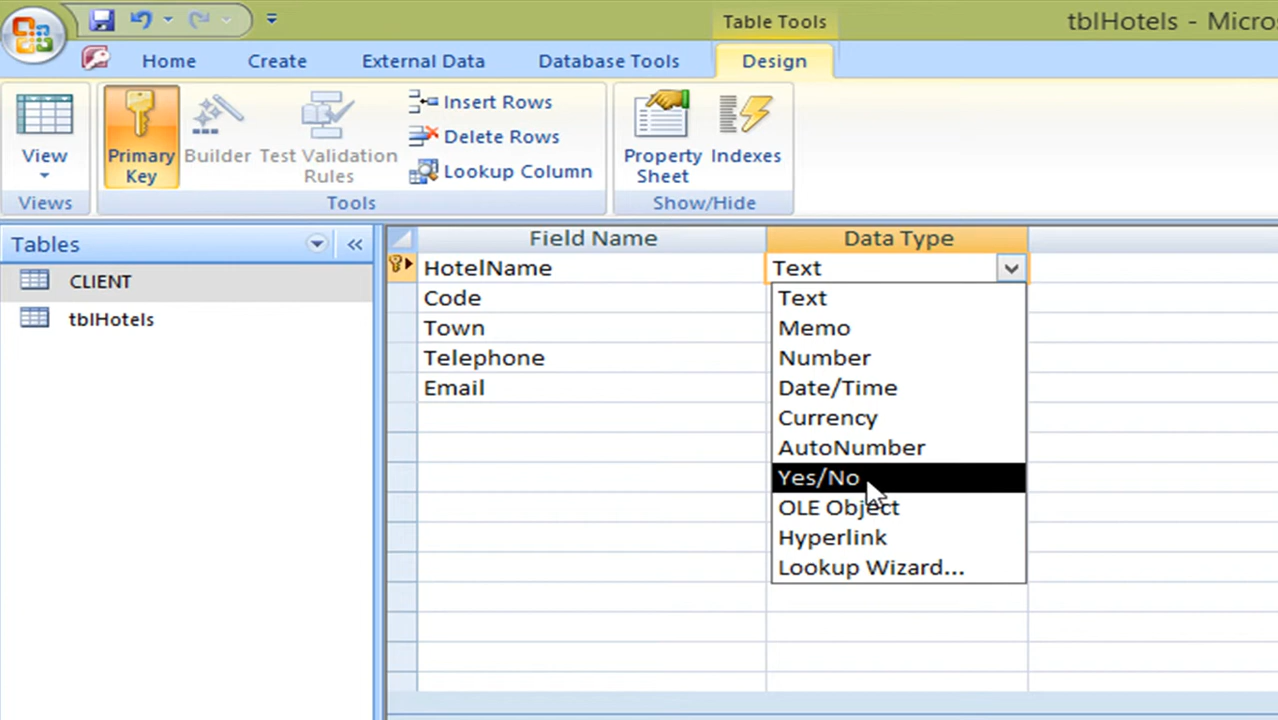 Table Tools
tblHotels - Micros
Home
Create
External Data
Database Tools
Design
View
Primary
Key
Builder
Test Validation
Rules
Insert Rows
Delete Rows
Lookup Column
Property
Sheet
Indexes
Views
Tools
Show/Hide
Tables
CLIENT
tblHotels
Field Name
Data Type
HotelName
Text
Code
Text
Town
Memo
Telephone
Number
Email
Date/Time
Currency
AutoNumber
Yes/No
OLE Object
Hyperlink
Lookup Wizard...